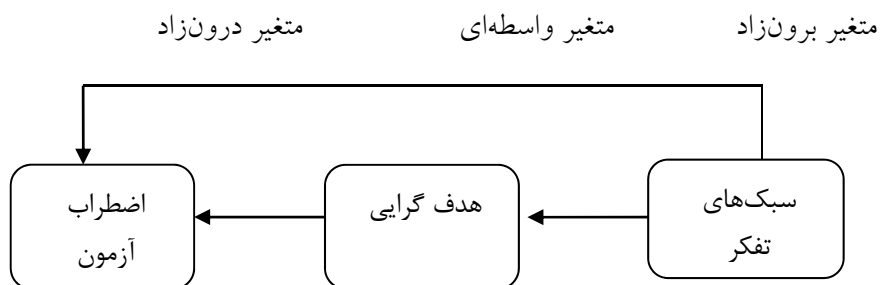 متغیر برون‌زاد متغیر واسطه‌ای متغیر درون‌زاد
سبک‌های
تفکر
هدف گرایی
اضطراب
آزمون